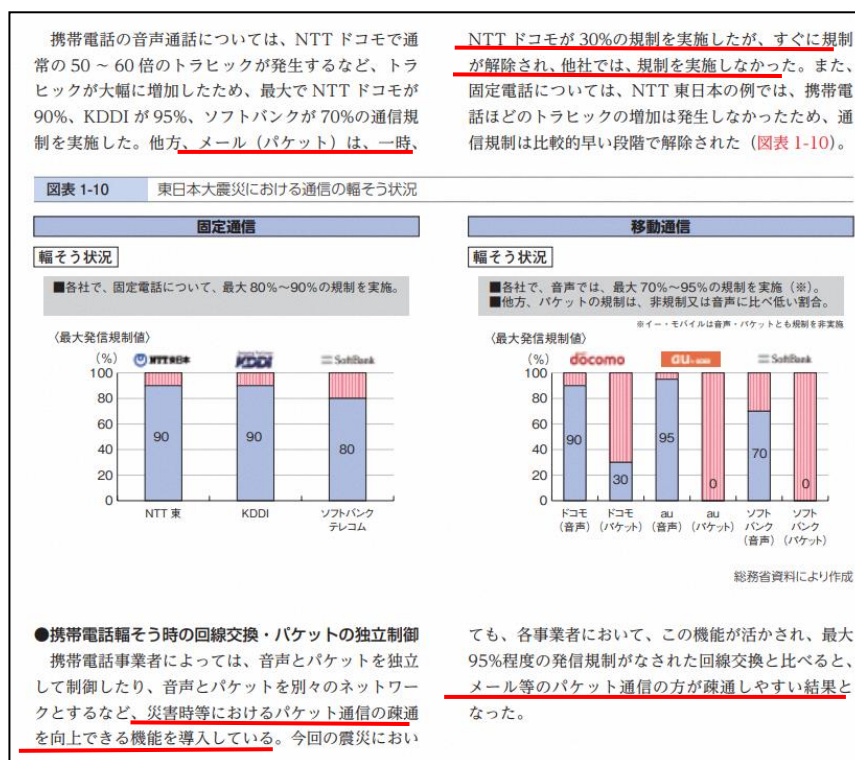 携帯電話の音声通話については、NTT ドコモで通
常の 50 ~ 60 倍のトラヒックが発生するなど、トラ
ヒックが大幅に増加したため、最大で NTT ドコモが
90%、KDDI が 95%、ソフトバンクが 70%の通信規
制を実施した。他方、メール（パケット）は、一時、
NTT ドコモが 30%の規制を実施したが、すぐに規制
が解除され、他社では、規制を実施しなかった。また、
固定電話については、NTT 東日本の例では、携帯電
話ほどのトラヒックの増加は発生しなかったため、通
信規制は比較的早い段階で解除された（図表 1-10）。
図表 1-10 東日本大震災における通信の輻そう状況
固定通信
輻そう状況
■各社で、固定電話について、最大 80%~90%の規制を実施。
〈最大発信規制値〉
(%)
NTT東日本
KDDI
SoftBank
100
80
60
40
20
0
90
90
80
NTT 東
KDDI
ソフトバンク
テレコム
移動通信
輻そう状況
■各社で、音声では、最大 70%~95%の規制を実施（※）。
■他方、パケットの規制は、非規制又は音声に比べ低い割合。
※イー・モバイルは音声・パケットとも規制を非実施
〈最大発信規制値〉
(%)
döcomo
au
SoftBank
100
80
60
40
20
0
90
30
95
0
70
0
ドコモ
（音声）
ドコモ
（パケット）
au
（音声）
au
（パケット）
ソフト
バンク
（音声）
ソフト
バンク
（パケット）
総務省資料により作成
●携帯電話輻そう時の回線交換・パケットの独立制御
携帯電話事業者によっては、音声とパケットを独立
して制御したり、音声とパケットを別々のネットワー
クとするなど、災害時等におけるパケット通信の疎通
を向上できる機能を導入している。今回の震災におい
ても、各事業者において、この機能が活かされ、最大
95%程度の発信規制がなされた回線交換と比べると、
メール等のパケット通信の方が疎通しやすい結果と
なった。